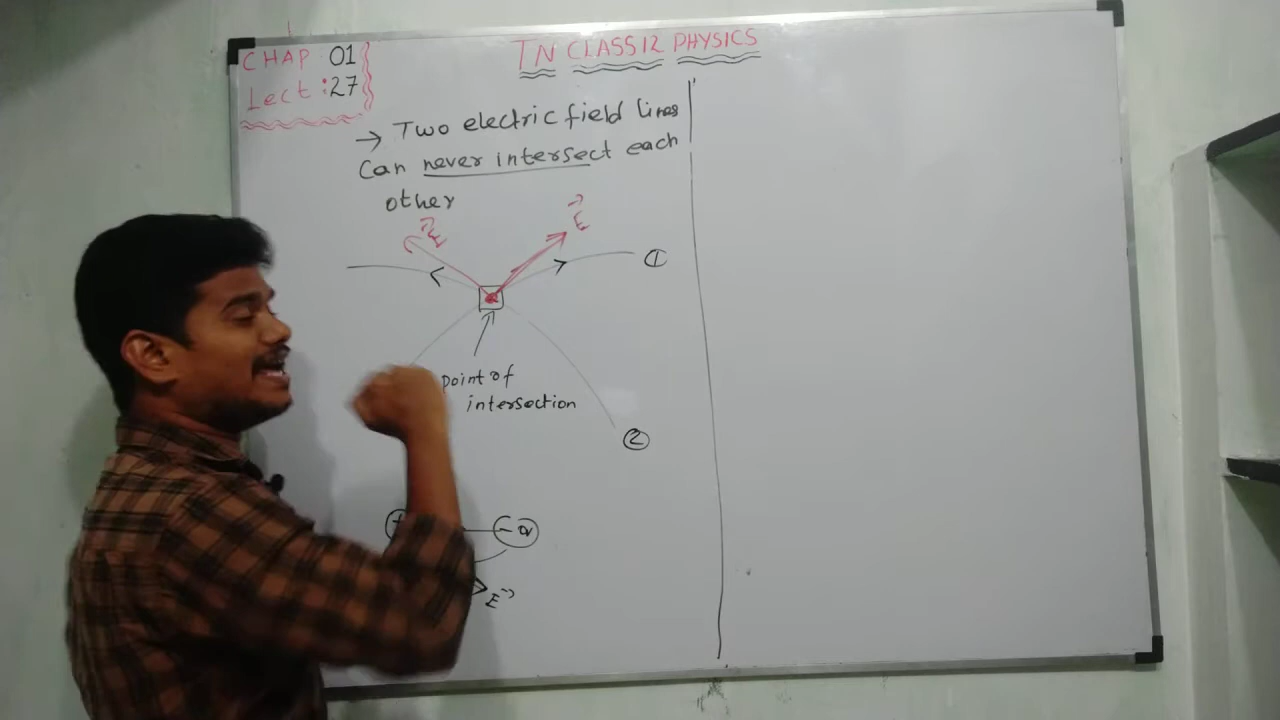 CHAP 01
Lect : 27
TN CLASS 12 PHYSICS
→ Two electric field lines
can never intersect each
other
E⃗
E⃗
①
point of
intersection
②
+
-q
E⃗